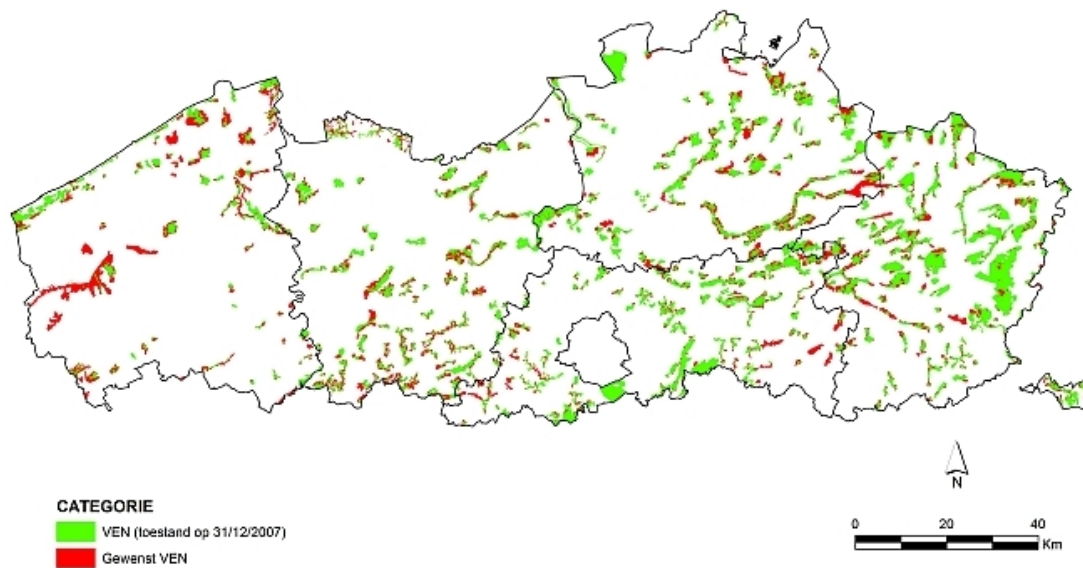 N
CATEGORIE
VEN (toestand op 31/12/2007)
Gewenst VEN
0 20 40
Km